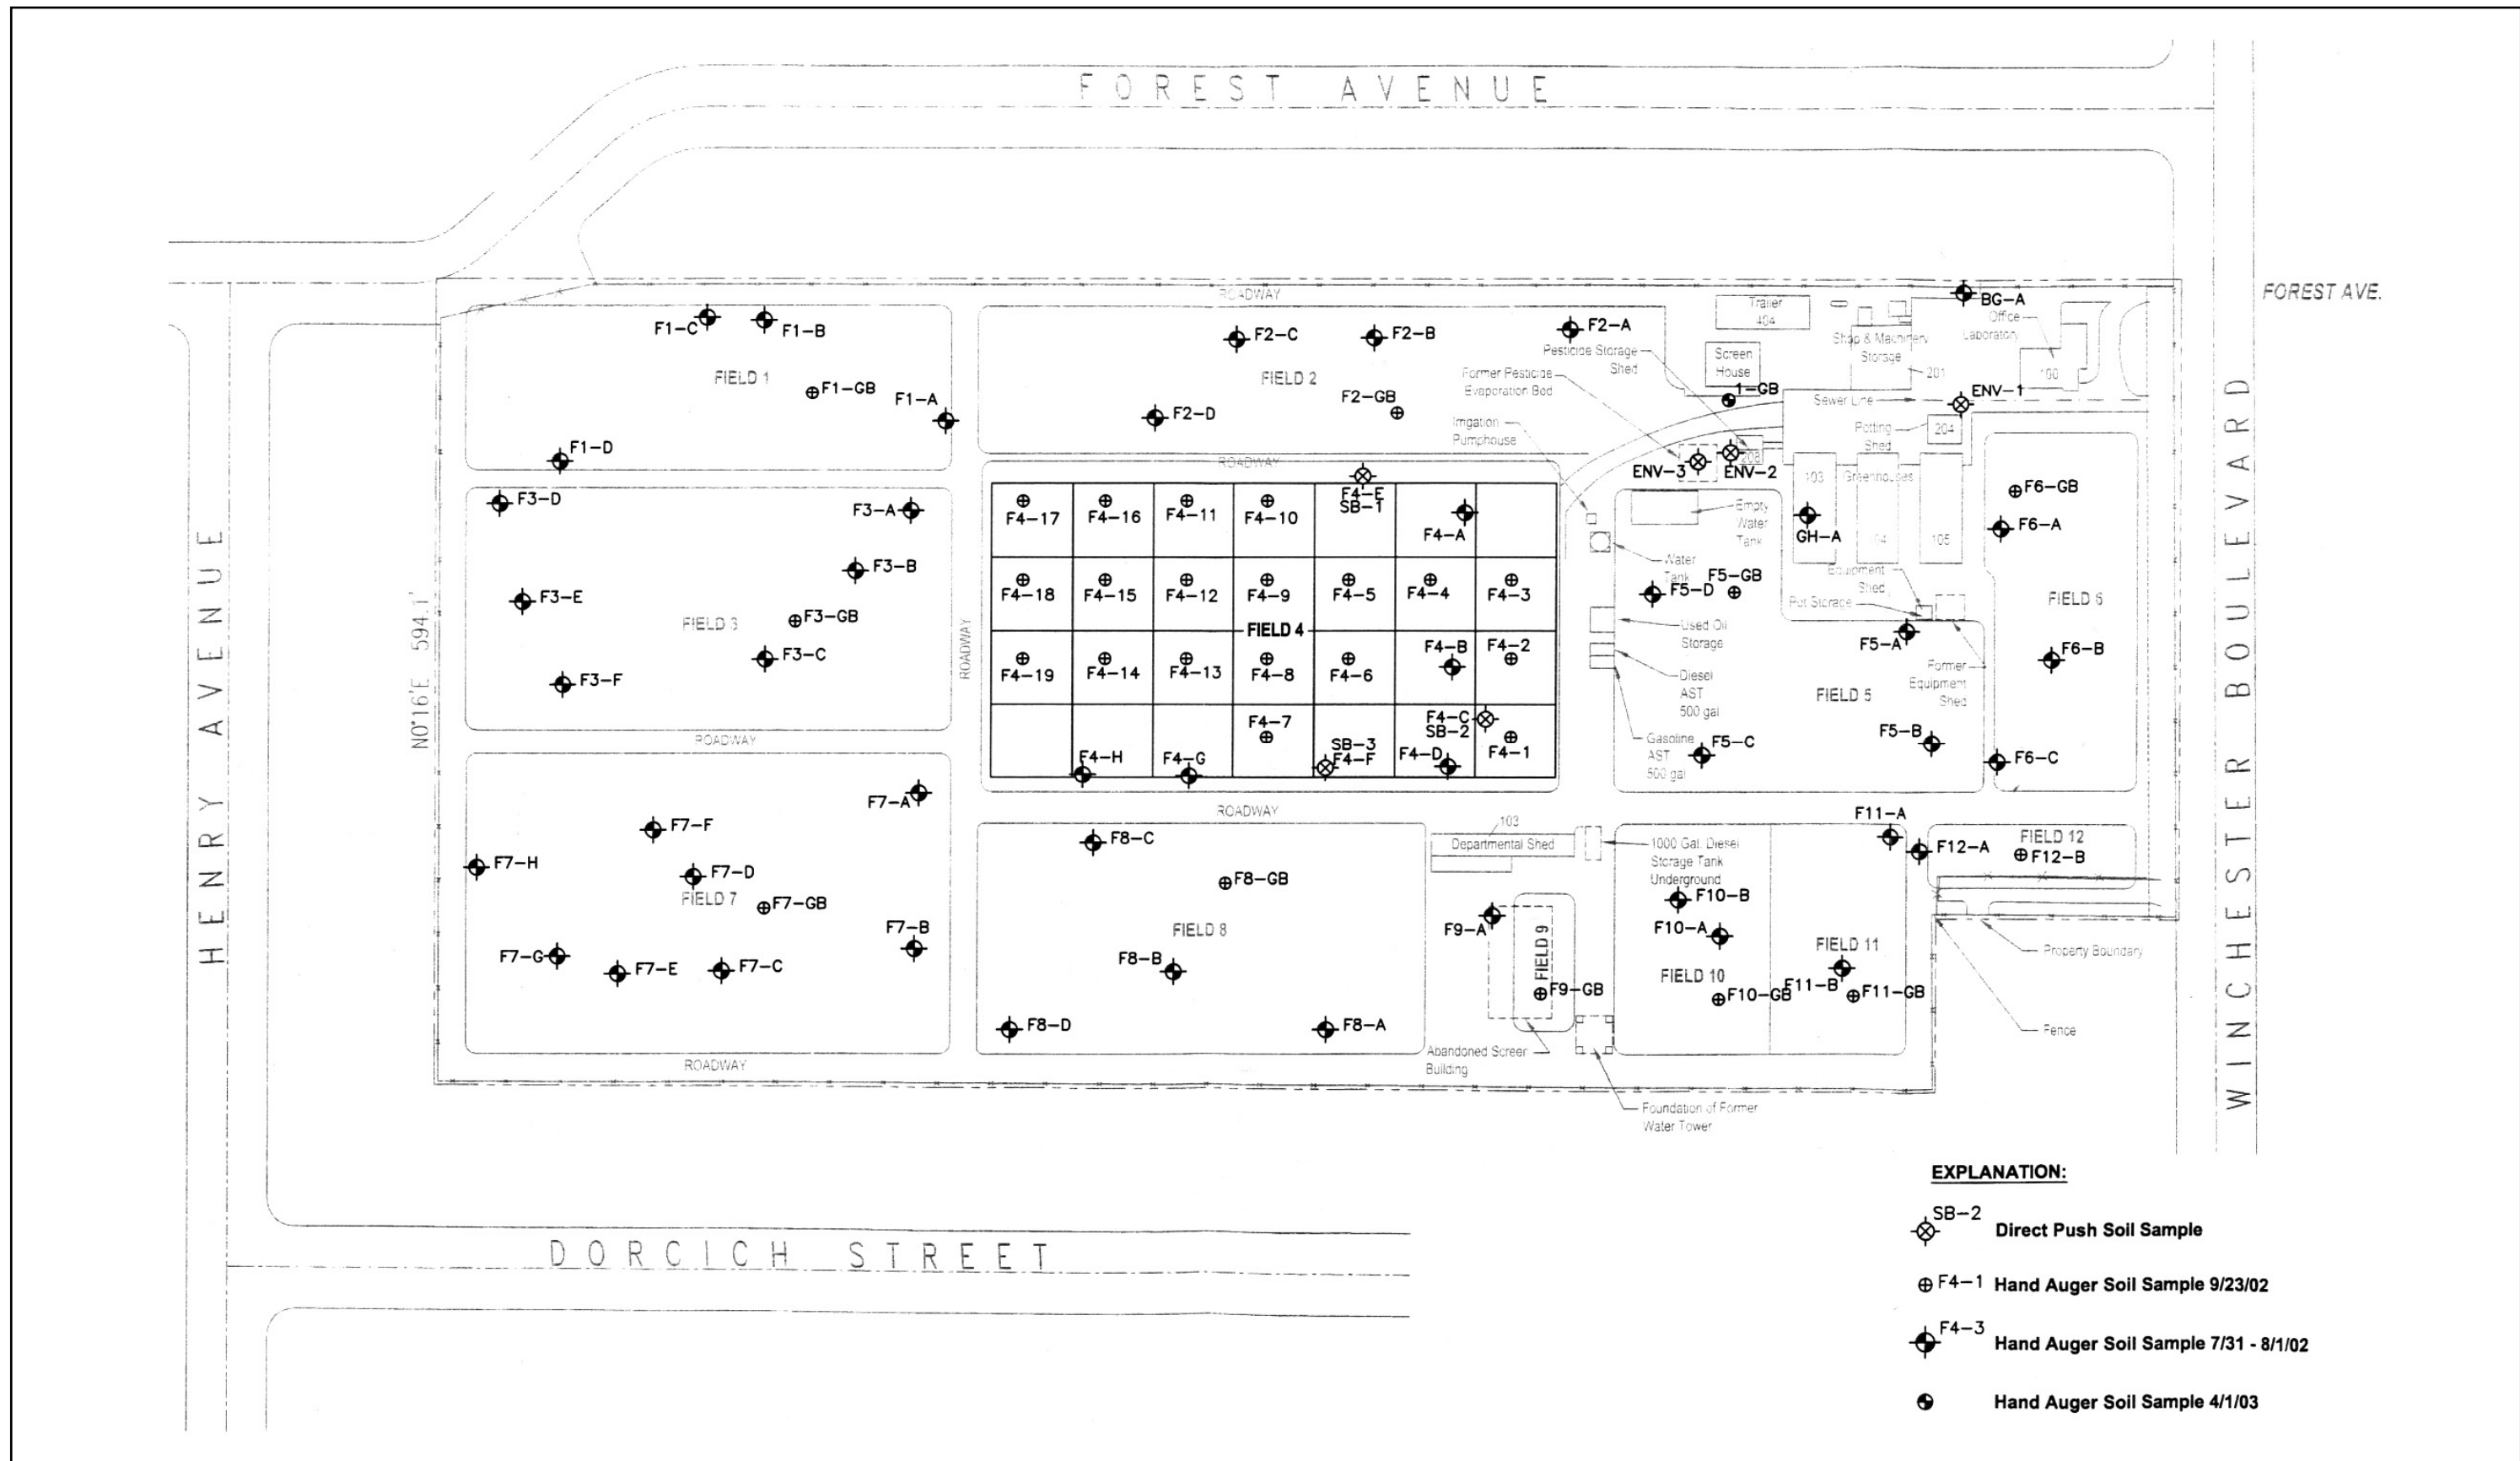 FOREST AVENUE
FOREST AVE.
HENRY AVENUE
WINCHESTER BOULEVARD
DORCICH STREET
N0°16'E 594.1'
ROADWAY
F1-C
F1-B
FIELD 1
F1-GB
F1-A
F1-D
F2-C
F2-B
F2-A
FIELD 2
F2-GB
F2-D
ROADWAY
Trailer
404
Screen
House
1-GB
Pesticide Storage
Shed
Former Pesticide
Evaporation Bed
Irrigation
Pumphouse
Shop & Machinery
Storage
201
BG-A
Office
Laboratory
100
Sewer Line
ENV-1
Potting
Shed
204
ENV-3
ENV-2
208
F3-D
F3-A
F3-B
F3-E
F3-GB
FIELD 3
F3-C
F3-F
ROADWAY
ROADWAY
F4-17
F4-16
F4-11
F4-10
F4-E
SB-1
F4-A
F4-18
F4-15
F4-12
F4-9
F4-5
F4-4
F4-3
FIELD 4
F4-19
F4-14
F4-13
F4-8
F4-6
F4-B
F4-2
F4-H
F4-G
F4-7
SB-3
F4-F
F4-C
SB-2
F4-D
F4-1
Empty
Water
Tank
Water
Tank
103
Greenhouses
GH-A
105
F5-D
F5-GB
Equipment
Shed
Pot Storage
Used Oil
Storage
F5-A
Former
Equipment
Shed
Diesel
AST
500 gal
FIELD 5
Gasoline
AST
500 gal
F5-C
F5-B
F6-GB
F6-A
FIELD 6
F6-B
F6-C
ROADWAY
F7-A
F7-F
F7-H
F7-D
FIELD 7
F7-GB
F7-B
F7-G
F7-E
F7-C
ROADWAY
F8-C
F8-GB
FIELD 8
F8-B
F8-D
F8-A
103
Departmental Shed
1000 Gal. Diesel
Storage Tank
Underground
F9-A
FIELD 9
F9-GB
Abandoned Screen
Building
Foundation of Former
Water Tower
F10-B
F10-A
FIELD 10
F10-GB
F11-A
FIELD 11
F11-B
F11-GB
FIELD 12
F12-A
F12-B
Property Boundary
Fence
EXPLANATION:
SB-2
Direct Push Soil Sample
F4-1 Hand Auger Soil Sample 9/23/02
F4-3
Hand Auger Soil Sample 7/31 - 8/1/02
Hand Auger Soil Sample 4/1/03